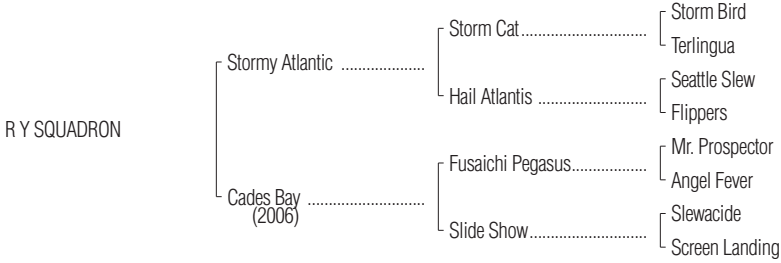 Storm Bird
Storm Cat
Terlingua
Stormy Atlantic
Seattle Slew
Hail Atlantis
Flippers
R Y SQUADRON
Mr. Prospector
Fusaichi Pegasus
Angel Fever
Cades Bay
(2006)
Slewacide
Slide Show
Screen Landing